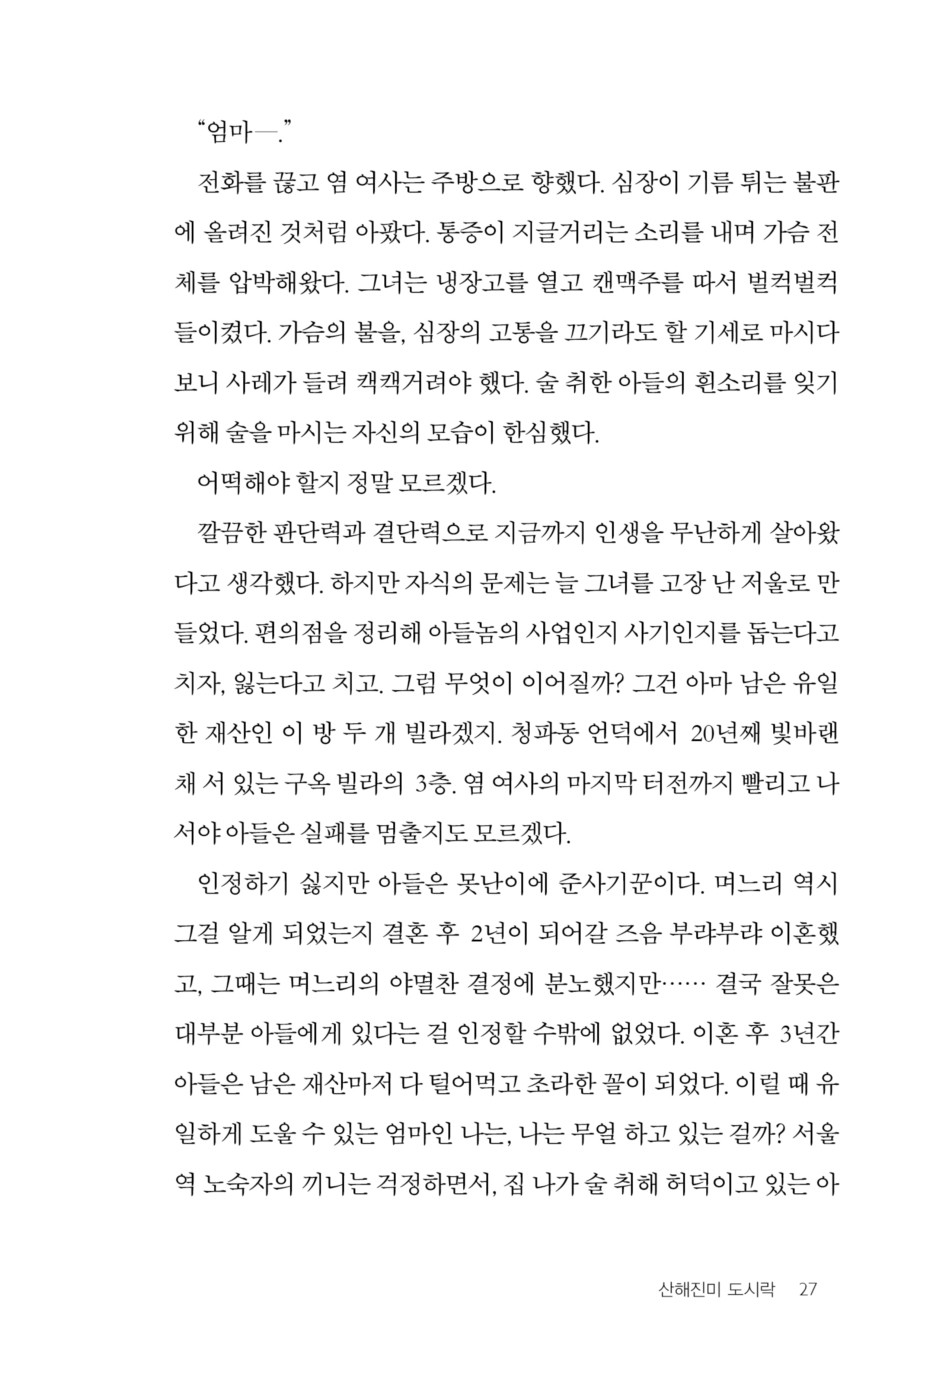 “엄마―.”
전화를 끊고 염 여사는 주방으로 향했다. 심장이 기름 튀는 불판
에 올려진 것처럼 아팠다. 통증이 지글거리는 소리를 내며 가슴 전
체를 압박해왔다. 그녀는 냉장고를 열고 캔맥주를 따서 벌컥벌컥
들이켰다. 가슴의 불을, 심장의 고통을 끄기라도 할 기세로 마시다
보니 사레가 들려 캑캑거려야 했다. 술 취한 아들의 흰소리를 잊기
위해 술을 마시는 자신의 모습이 한심했다.
어떡해야 할지 정말 모르겠다.
깔끔한 판단력과 결단력으로 지금까지 인생을 무난하게 살아왔
다고 생각했다. 하지만 자식의 문제는 늘 그녀를 고장 난 저울로 만
들었다. 편의점을 정리해 아들놈의 사업인지 사기인지를 돕는다고
치자, 잃는다고 치고. 그럼 무엇이 이어질까? 그건 아마 남은 유일
한 재산인 이 방 두 개 빌라겠지. 청파동 언덕에서 20년째 빛바랜
채 서 있는 구옥 빌라의 3층. 염 여사의 마지막 터전까지 빨리고 나
서야 아들은 실패를 멈출지도 모르겠다.
인정하기 싫지만 아들은 못난이에 준사기꾼이다. 며느리 역시
그걸 알게 되었는지 결혼 후 2년이 되어갈 즈음 부랴부랴 이혼했
고, 그때는 며느리의 야멸찬 결정에 분노했지만…… 결국 잘못은
대부분 아들에게 있다는 걸 인정할 수밖에 없었다. 이혼 후 3년간
아들은 남은 재산마저 다 털어먹고 초라한 꼴이 되었다. 이럴 때 유
일하게 도울 수 있는 엄마인 나는, 나는 무얼 하고 있는 걸까? 서울
역 노숙자의 끼니는 걱정하면서, 집 나가 술 취해 허덕이고 있는 아
산해진미 도시락 27